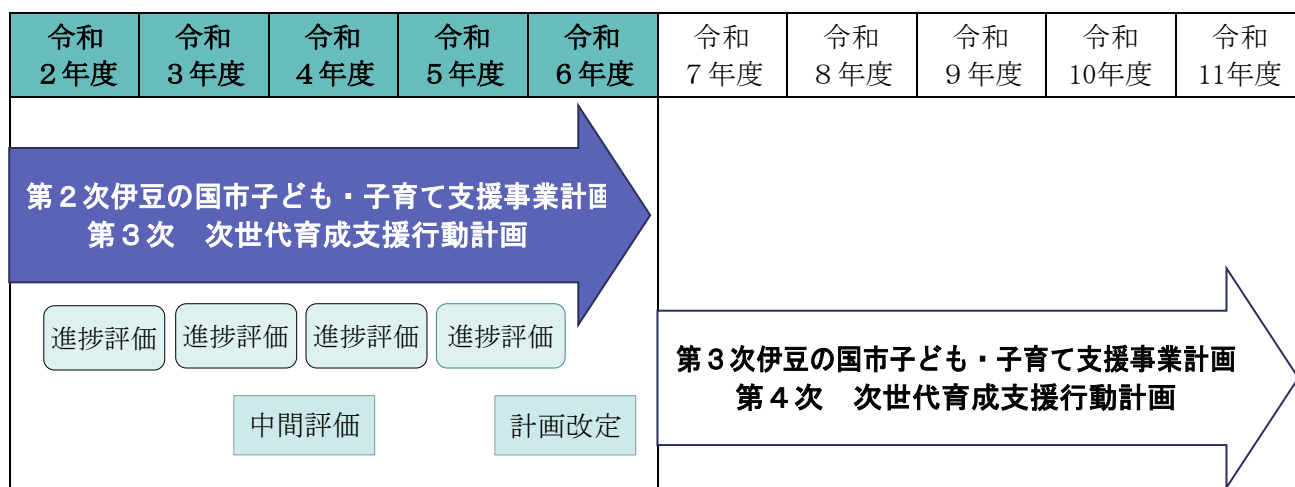 令和 令和 令和 令和 令和 令和 令和 令和 令和 令和
２年度 ３年度 ４年度 ５年度 ６年度 ７年度 ８年度 ９年度 10年度 11年度
第２次伊豆の国市子ども・子育て支援事業計画
第３次　次世代育成支援行動計画
進捗評価 進捗評価 進捗評価 進捗評価
中間評価 計画改定
第３次伊豆の国市子ども・子育て支援事業計画
第４次　次世代育成支援行動計画